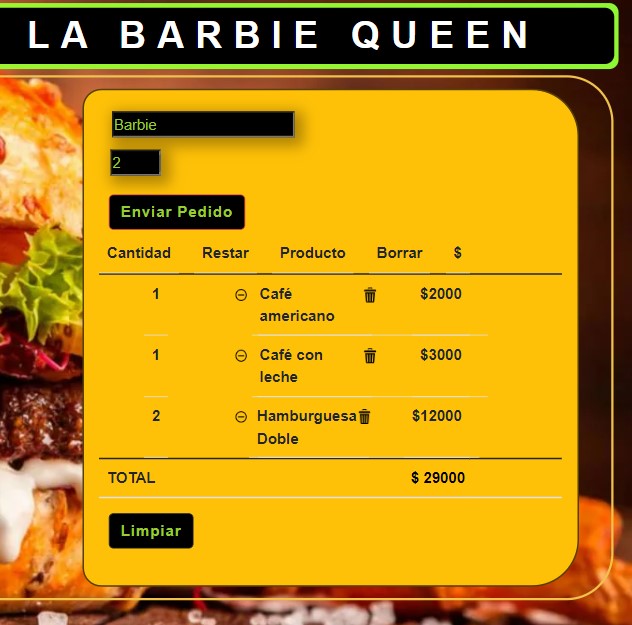 LA BARBIE QUEEN
Barbie
2
Enviar Pedido
Cantidad Restar Producto Borrar $
1 Café americano $2000
1 Café con leche $3000
2 Hamburguesa Doble $12000
TOTAL $ 29000
Limpiar